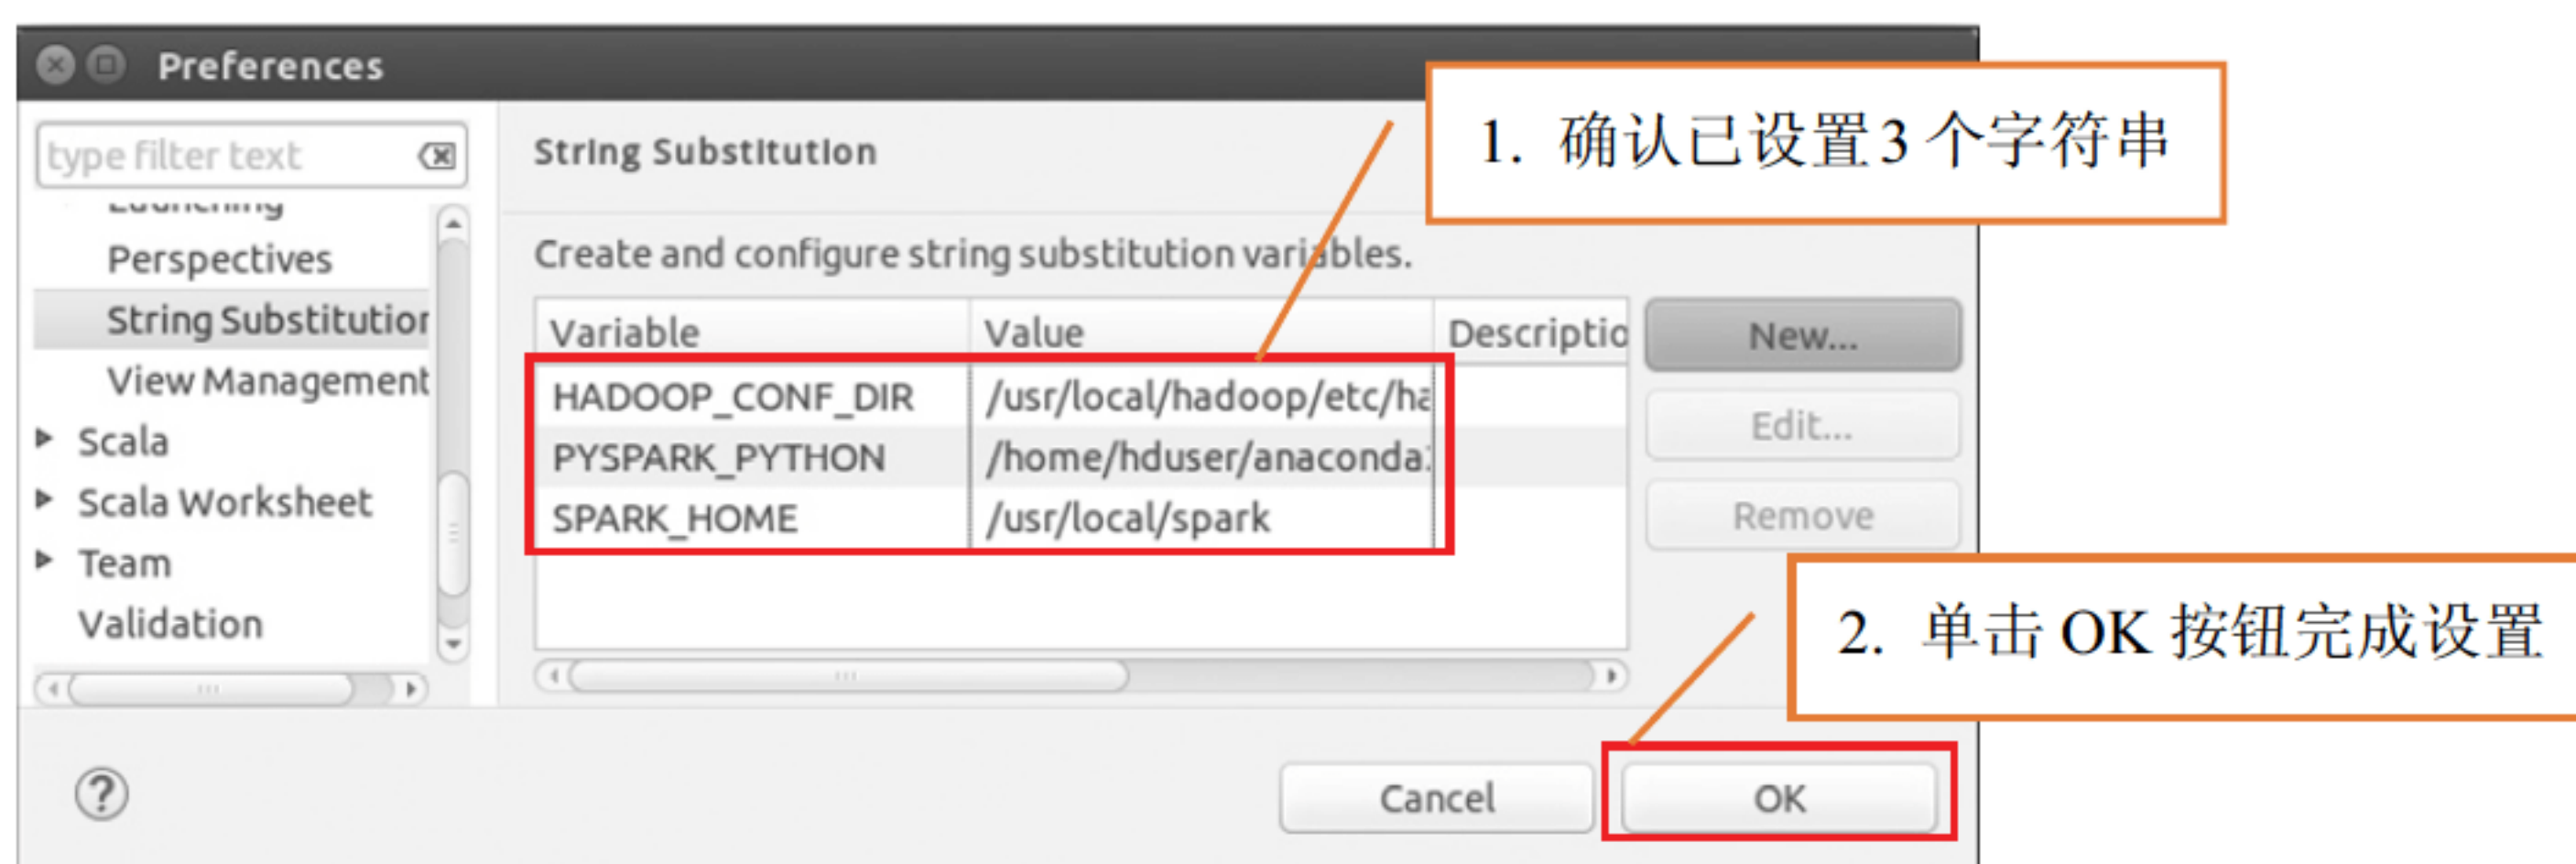 Preferences
1. 确认已设置3个字符串
type filter text
String Substitution
Launching
Perspectives
Create and configure string substitution variables.
String Substitution
Variable Value Descriptio
New...
View Management
HADOOP_CONF_DIR /usr/local/hadoop/etc/ha
Edit...
Scala
PYSPARK_PYTHON /home/hduser/anaconda
Scala Worksheet
SPARK_HOME /usr/local/spark
Remove
Team
Validation
2. 单击 OK 按钮完成设置
Cancel
OK